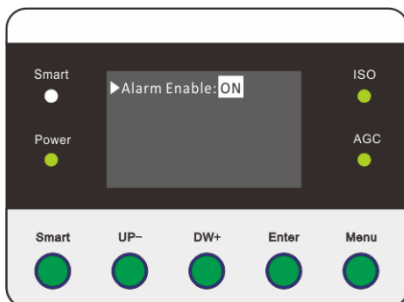 Smart
ISO
▶Alarm Enable: ON
Power
AGC
Smart UP− DW+ Enter Menu